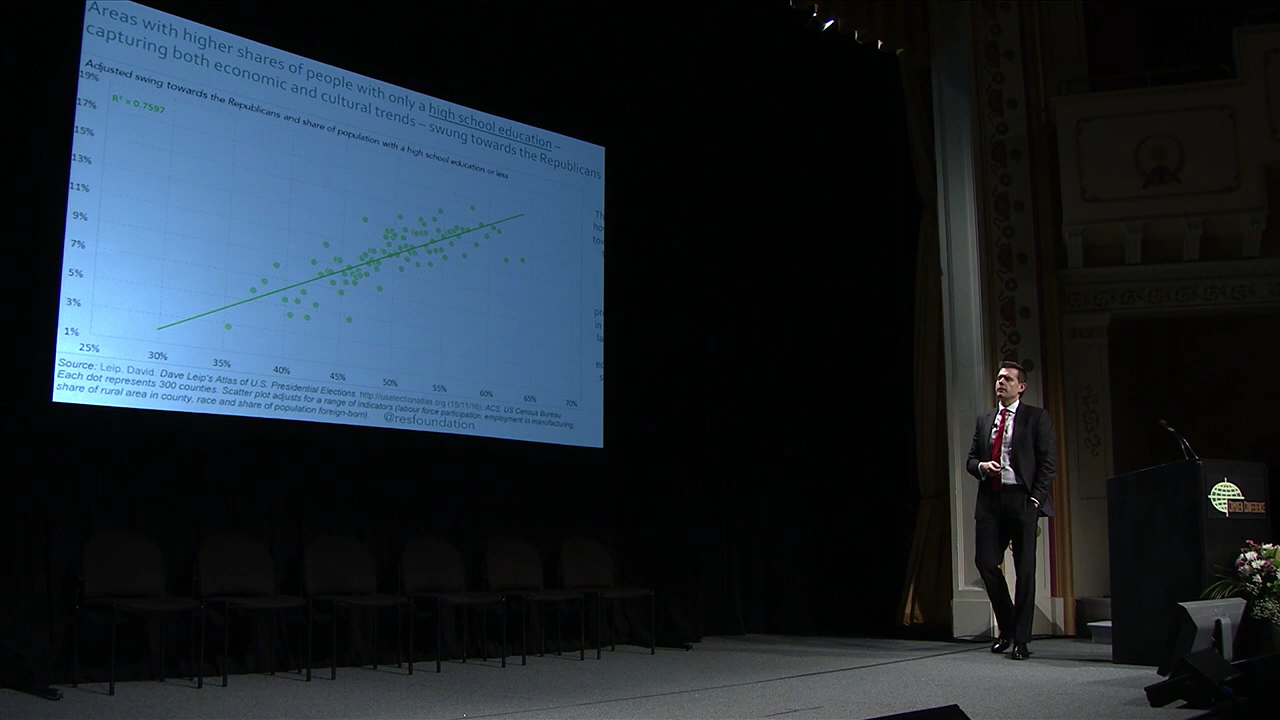 Areas with higher shares of people with only a high school education –
capturing both economic and cultural trends – swung towards the Republicans
Adjusted swing towards the Republicans and share of population with a high school education or less
R² = 0.7597
19%
17%
15%
13%
11%
9%
7%
5%
3%
1%
25%
30%
35%
40%
45%
50%
55%
60%
65%
70%
Source: Leip, David. Dave Leip's Atlas of U.S. Presidential Elections. http://uselectionatlas.org (15/11/16), ACS, US Census Bureau
Each dot represents 300 counties. Scatter plot adjusts for a range of indicators (labour force participation, employment in manufacturing,
share of rural area in county, race and share of population foreign-born).
@resfoundation
CAMDEN CONFERENCE